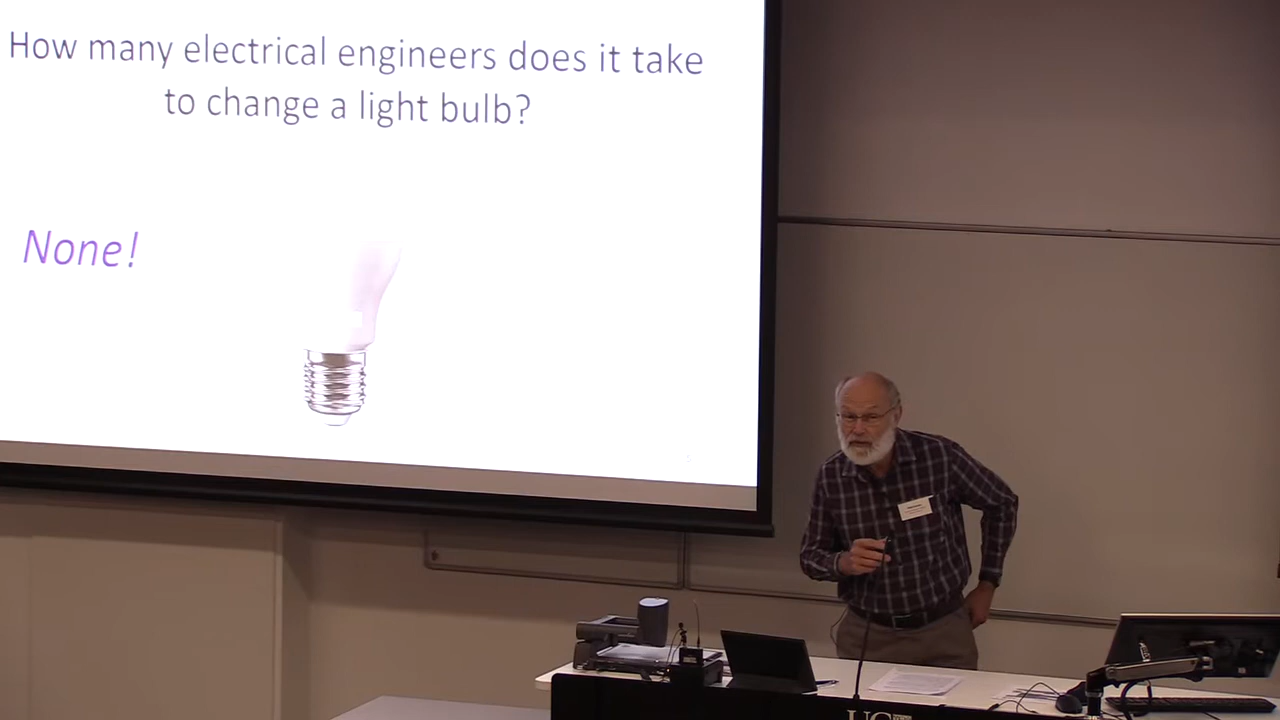 How many electrical engineers does it take
to change a light bulb?
None!